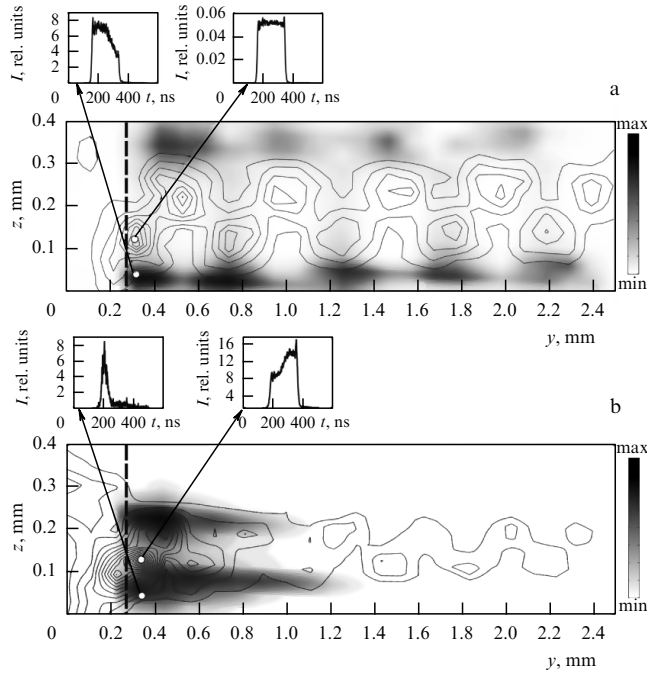 I, rel. units
8
6
4
2
0 200 400 t, ns
I, rel. units
0.06
0.04
0.02
0 200 400 t, ns
a
z, mm
0.4
0.3
0.2
0.1
0 0.2 0.4 0.6 0.8 1.0 1.2 1.4 1.6 1.8 2.0 2.2 2.4
y, mm
max
min
I, rel. units
8
6
4
2
0 200 400 t, ns
I, rel. units
16
12
8
4
0 200 400 t, ns
b
z, mm
0.4
0.3
0.2
0.1
0 0.2 0.4 0.6 0.8 1.0 1.2 1.4 1.6 1.8 2.0 2.2 2.4
y, mm
max
min